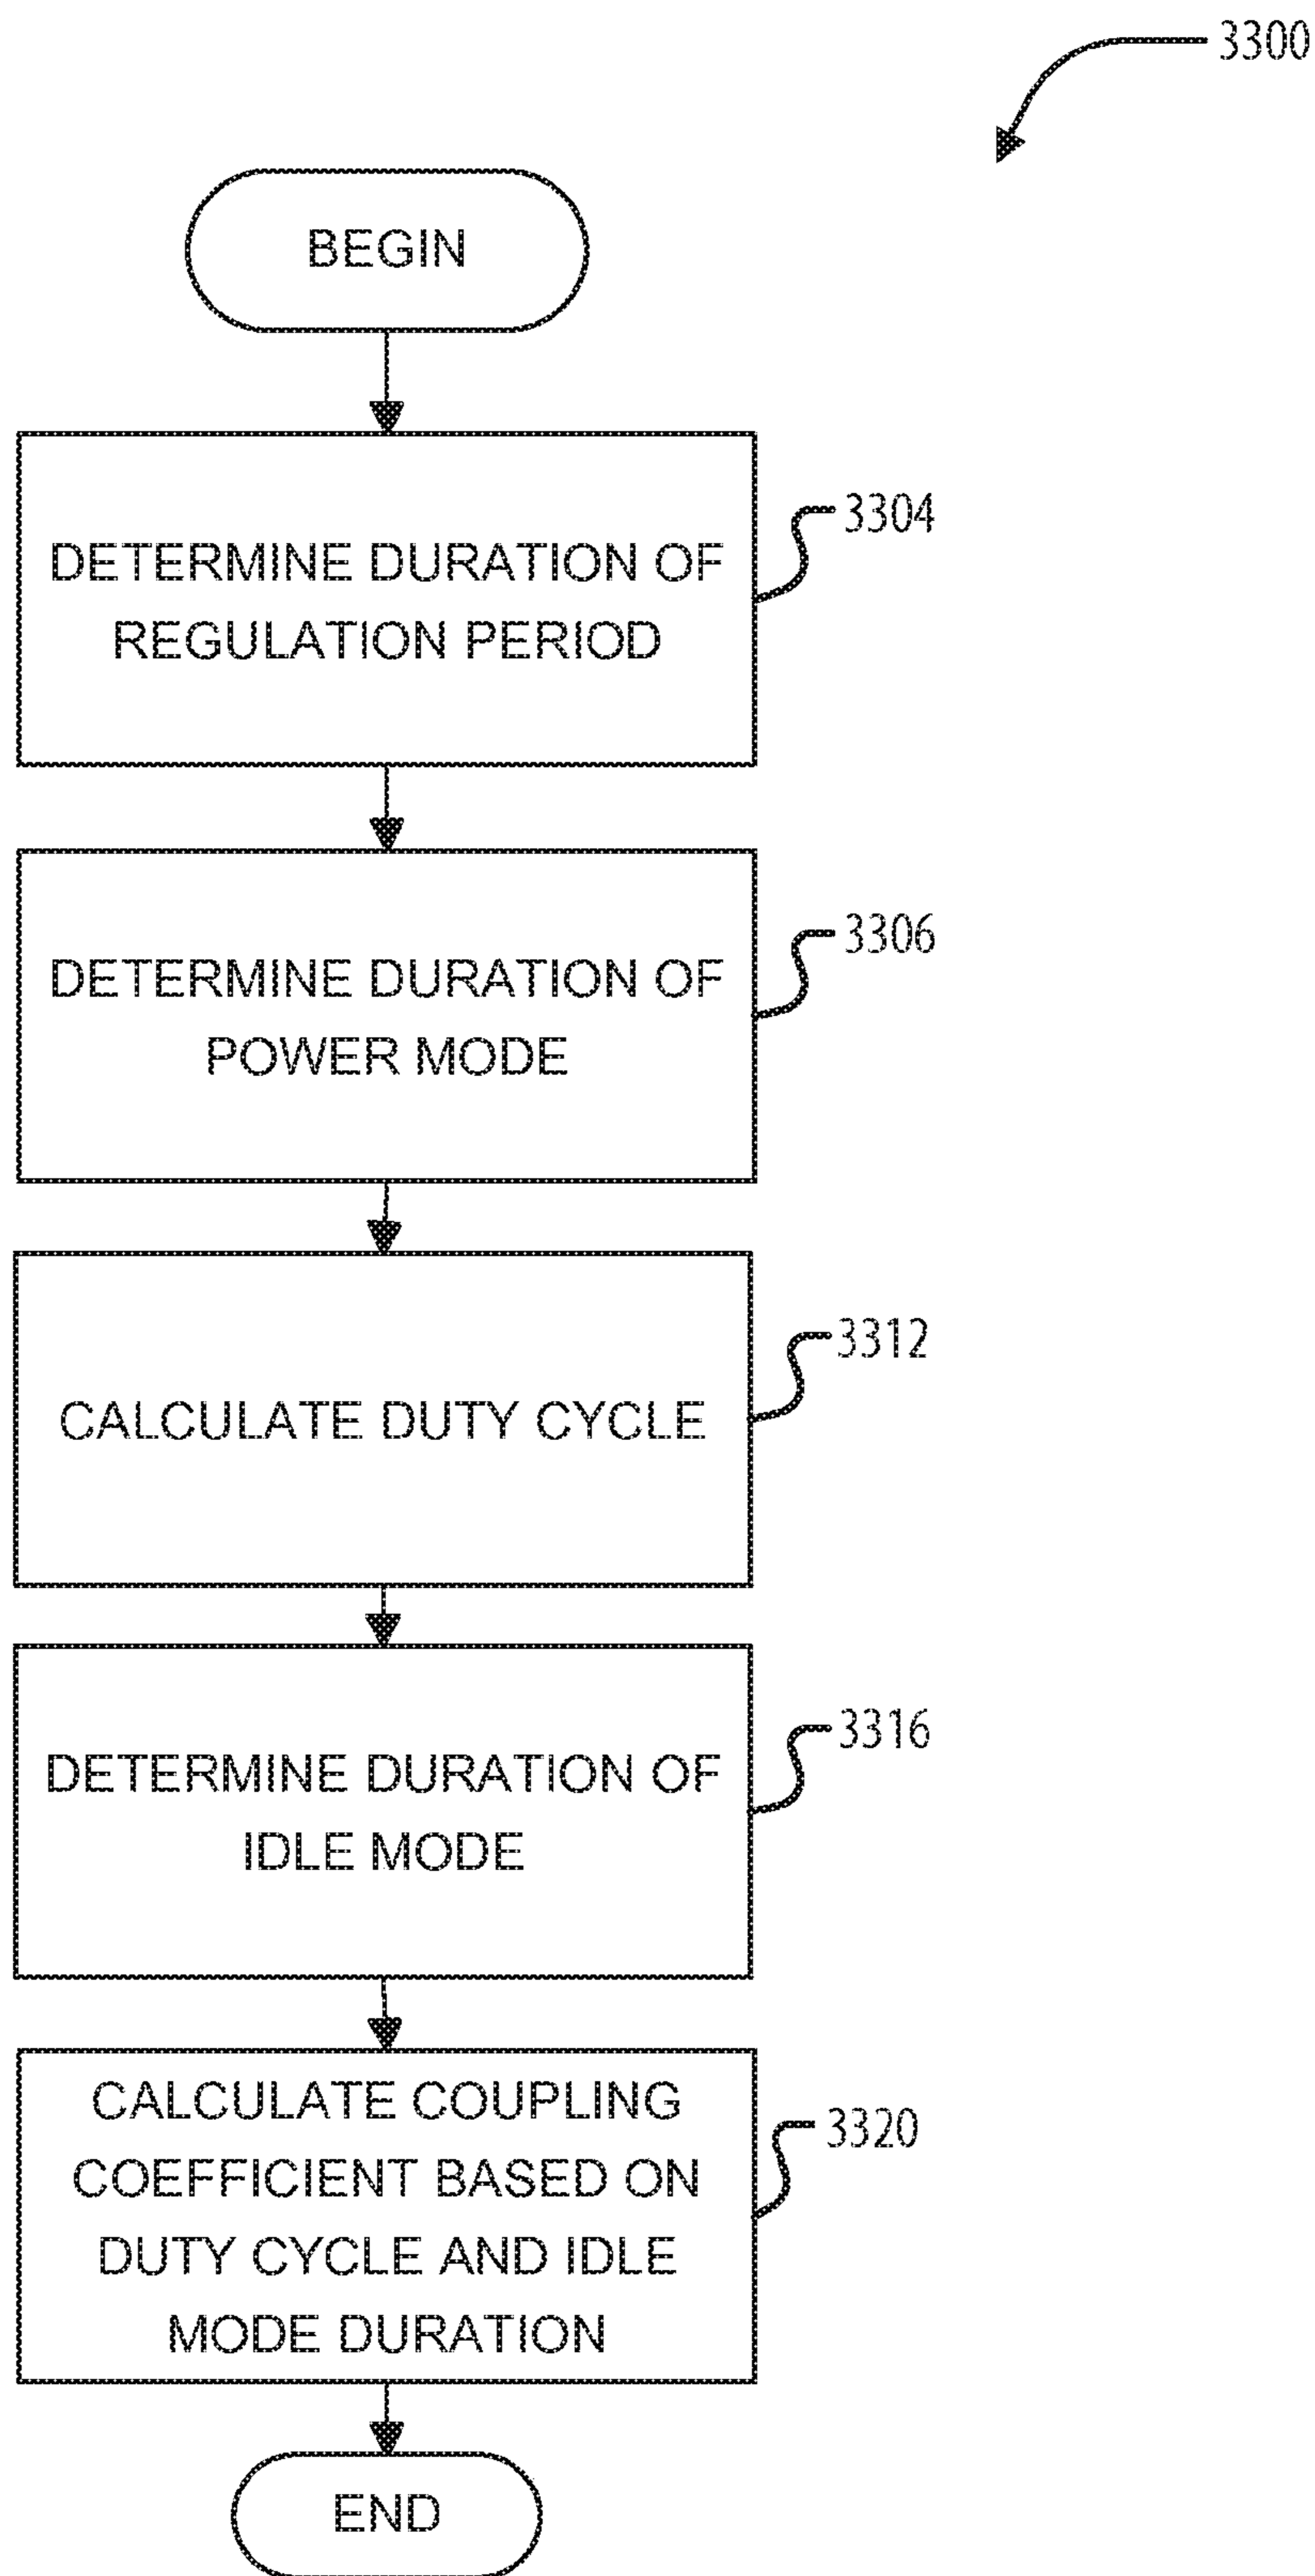 3300
BEGIN
DETERMINE DURATION OF
REGULATION PERIOD
3304
DETERMINE DURATION OF
POWER MODE
3306
CALCULATE DUTY CYCLE
3312
DETERMINE DURATION OF
IDLE MODE
3316
CALCULATE COUPLING
COEFFICIENT BASED ON
DUTY CYCLE AND IDLE
MODE DURATION
3320
END